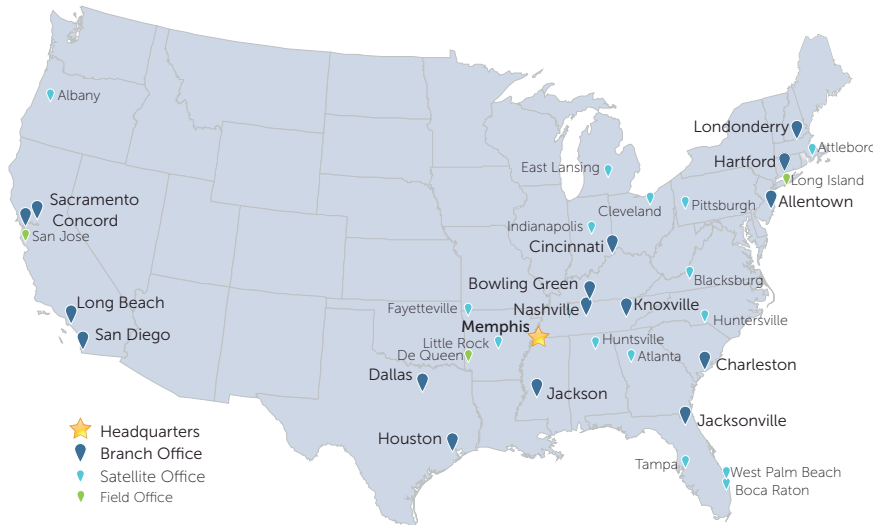 Albany
Londonderry
Attleboro
East Lansing
Hartford
Long Island
Sacramento
Cleveland
Pittsburgh
Allentown
Concord
Indianapolis
San Jose
Cincinnati
Blacksburg
Bowling Green
Long Beach
Fayetteville
Nashville
Knoxville
Huntersville
Memphis
San Diego
Little Rock
Huntsville
De Queen
Atlanta
Charleston
Dallas
Jackson
Jacksonville
Headquarters
Houston
Branch Office
Tampa
West Palm Beach
Satellite Office
Boca Raton
Field Office